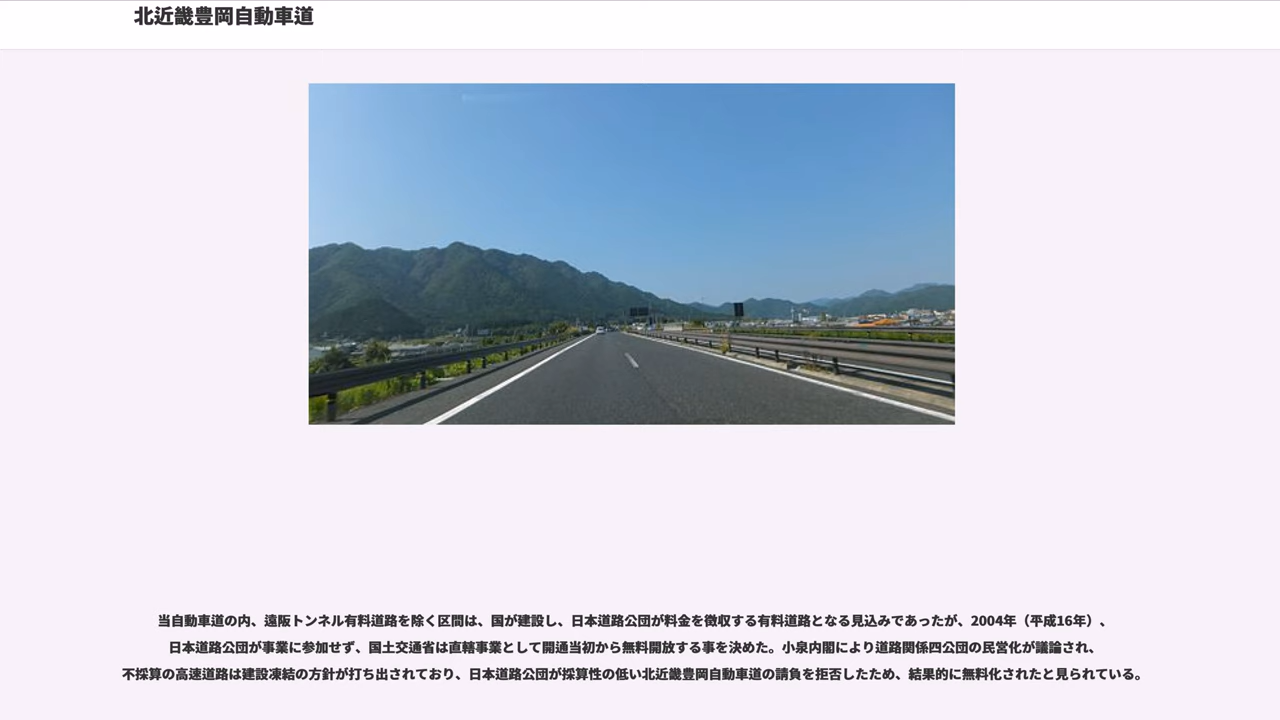 北近畿豊岡自動車道
当自動車道の内、遠阪トンネル有料道路を除く区間は、国が建設し、日本道路公団が料金を徴収する有料道路となる見込みであったが、2004年（平成16年）、
日本道路公団が事業に参加せず、国土交通省は直轄事業として開通当初から無料開放する事を決めた。小泉内閣により道路関係四公団の民営化が議論され、
不採算の高速道路は建設凍結の方針が打ち出されており、日本道路公団が採算性の低い北近畿豊岡自動車道の請負を拒否したため、結果的に無料化されたと見られている。